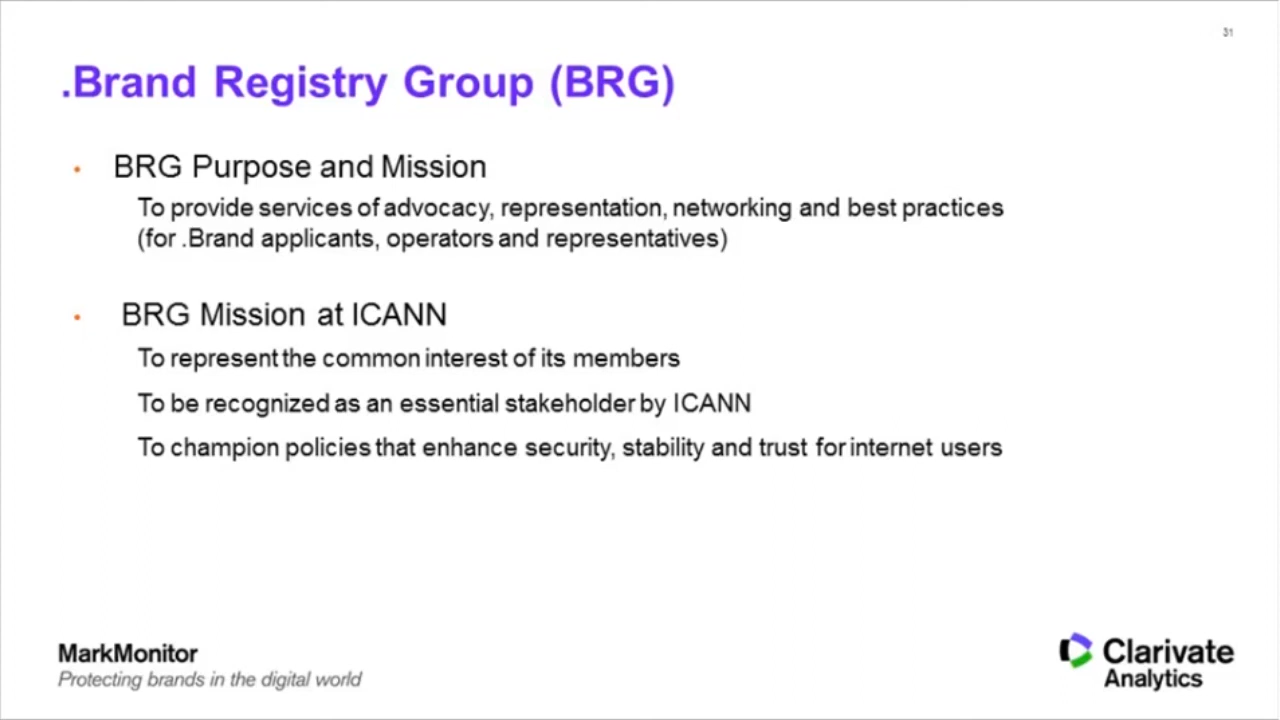 31
.Brand Registry Group (BRG)
• BRG Purpose and Mission
To provide services of advocacy, representation, networking and best practices
(for .Brand applicants, operators and representatives)
• BRG Mission at ICANN
To represent the common interest of its members
To be recognized as an essential stakeholder by ICANN
To champion policies that enhance security, stability and trust for internet users
MarkMonitor
Protecting brands in the digital world
Clarivate
Analytics